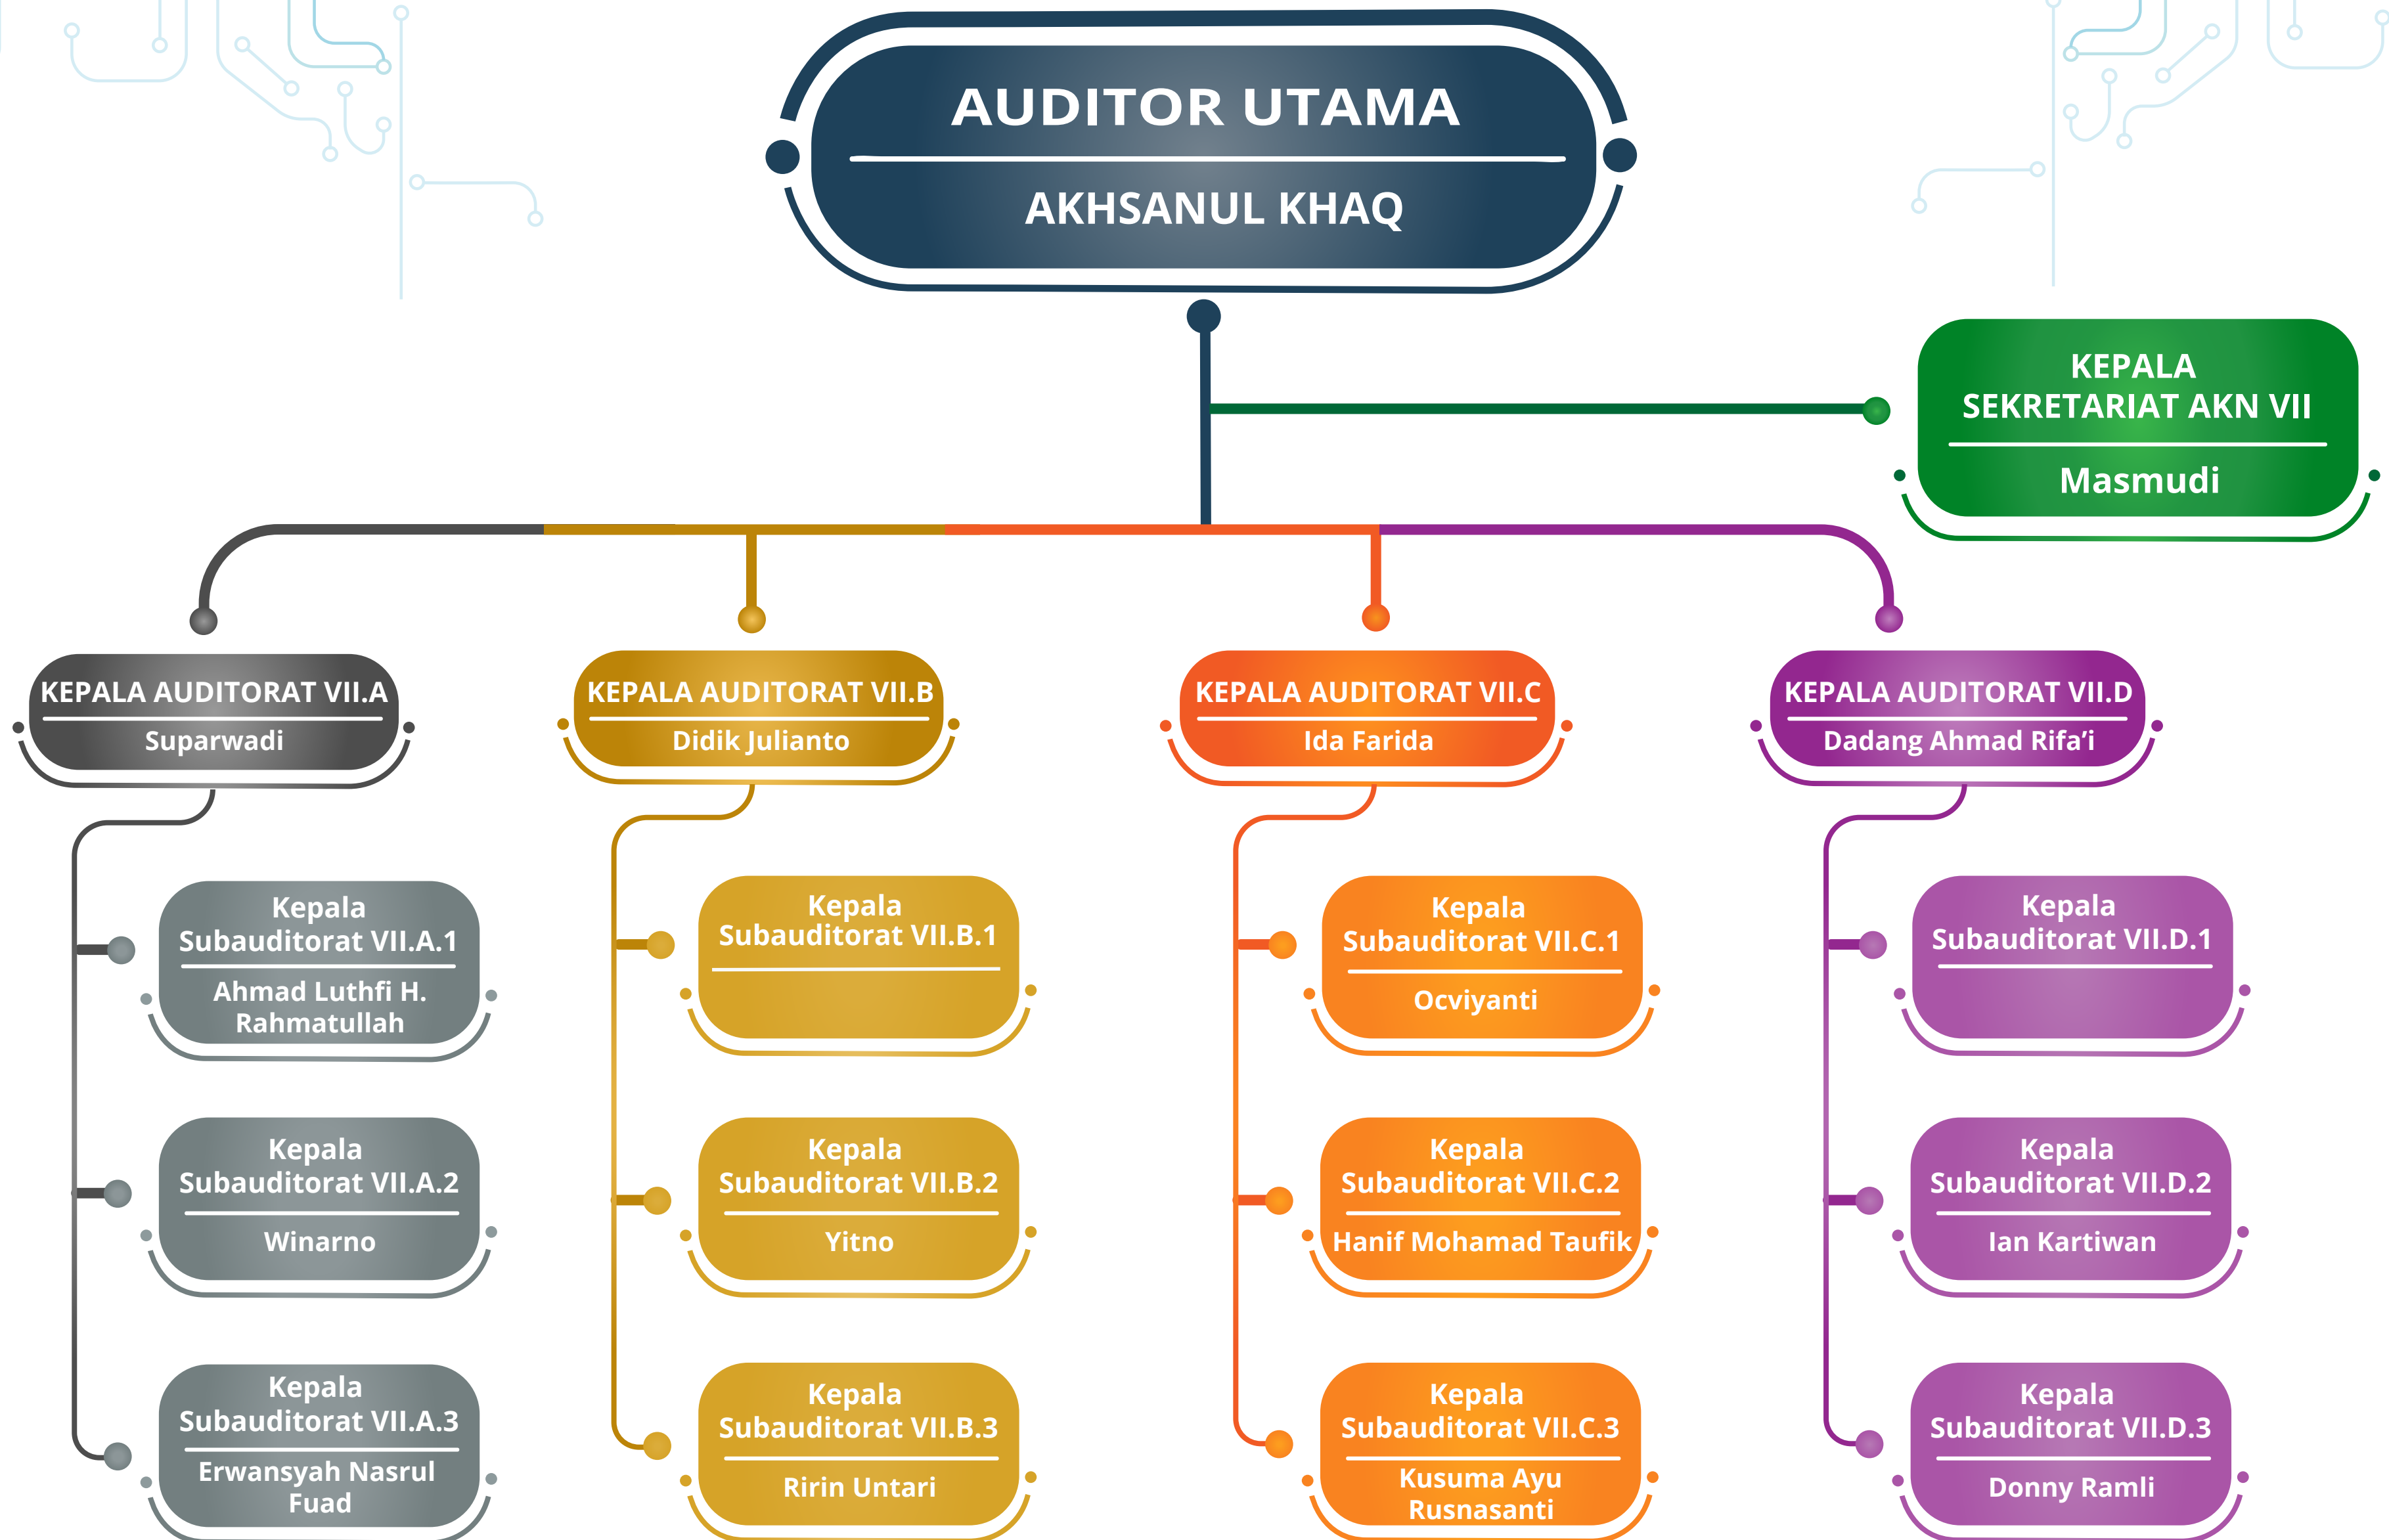 AUDITOR UTAMA
AKHSANUL KHAQ
KEPALA
SEKRETARIAT AKN VII
Masmudi
KEPALA AUDITORAT VII.A
Suparwadi
KEPALA AUDITORAT VII.B
Didik Julianto
KEPALA AUDITORAT VII.C
Ida Farida
KEPALA AUDITORAT VII.D
Dadang Ahmad Rifa’i
Kepala
Subauditorat VII.A.1
Ahmad Luthfi H.
Rahmatullah
Kepala
Subauditorat VII.B.1
Kepala
Subauditorat VII.C.1
Ocviyanti
Kepala
Subauditorat VII.D.1
Kepala
Subauditorat VII.A.2
Winarno
Kepala
Subauditorat VII.B.2
Yitno
Kepala
Subauditorat VII.C.2
Hanif Mohamad Taufik
Kepala
Subauditorat VII.D.2
Ian Kartiwan
Kepala
Subauditorat VII.A.3
Erwansyah Nasrul
Fuad
Kepala
Subauditorat VII.B.3
Ririn Untari
Kepala
Subauditorat VII.C.3
Kusuma Ayu
Rusnasanti
Kepala
Subauditorat VII.D.3
Donny Ramli